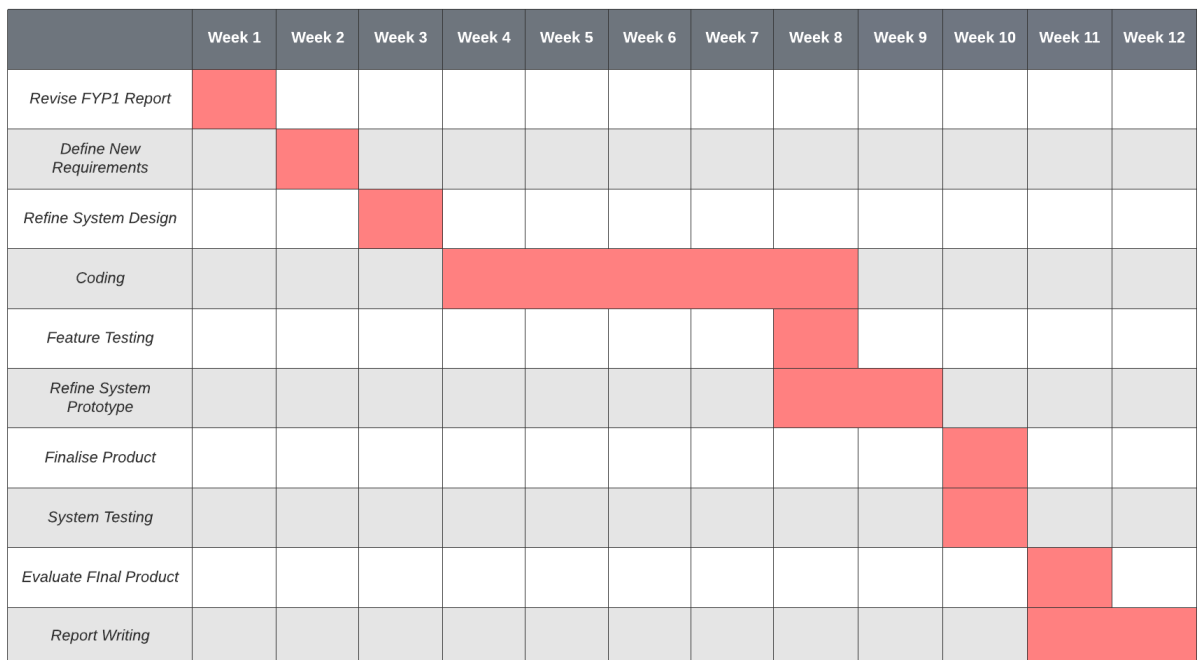 Week 1 Week 2 Week 3 Week 4 Week 5 Week 6 Week 7 Week 8 Week 9 Week 10 Week 11 Week 12
Revise FYP1 Report
Define New
Requirements
Refine System Design
Coding
Feature Testing
Refine System
Prototype
Finalise Product
System Testing
Evaluate FInal Product
Report Writing